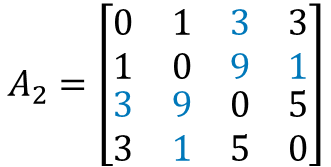 A₂ =
0 1 3 3
1 0 9 1
3 9 0 5
3 1 5 0